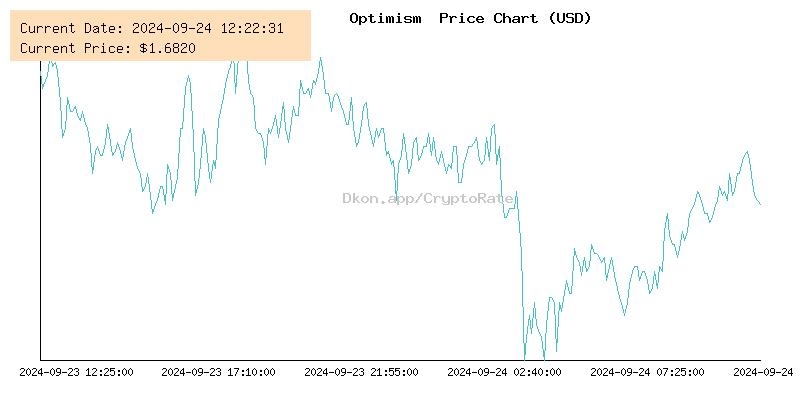 Optimism  Price Chart (USD)
Current Date: 2024-09-24 12:22:31
Current Price: $1.6820
Dkon.app/CryptoRate
2024-09-23 12:25:00 2024-09-23 17:10:00 2024-09-23 21:55:00 2024-09-24 02:40:00 2024-09-24 07:25:00 2024-09-24